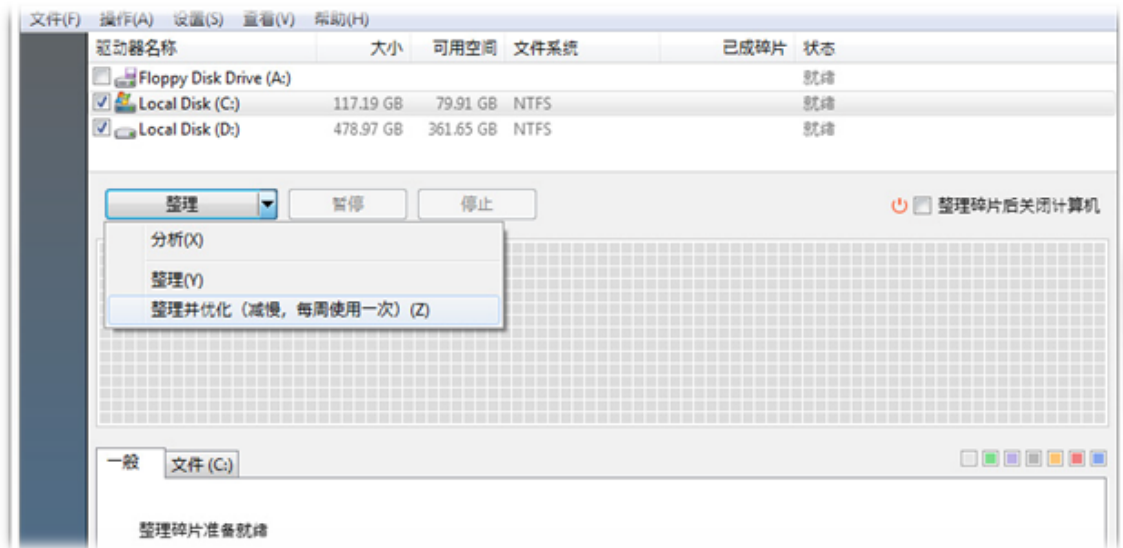 文件(F) 操作(A) 设置(S) 查看(V) 帮助(H)
驱动器名称 大小 可用空间 文件系统 已成碎片 状态
Floppy Disk Drive (A:) 就绪
Local Disk (C:) 117.19 GB 79.91 GB NTFS 就绪
Local Disk (D:) 478.97 GB 361.65 GB NTFS 就绪
整理 暂停 停止 整理碎片后关闭计算机
分析(X)
整理(Y)
整理并优化（减慢，每周使用一次）(Z)
一般 文件 (C:)
整理碎片准备就绪